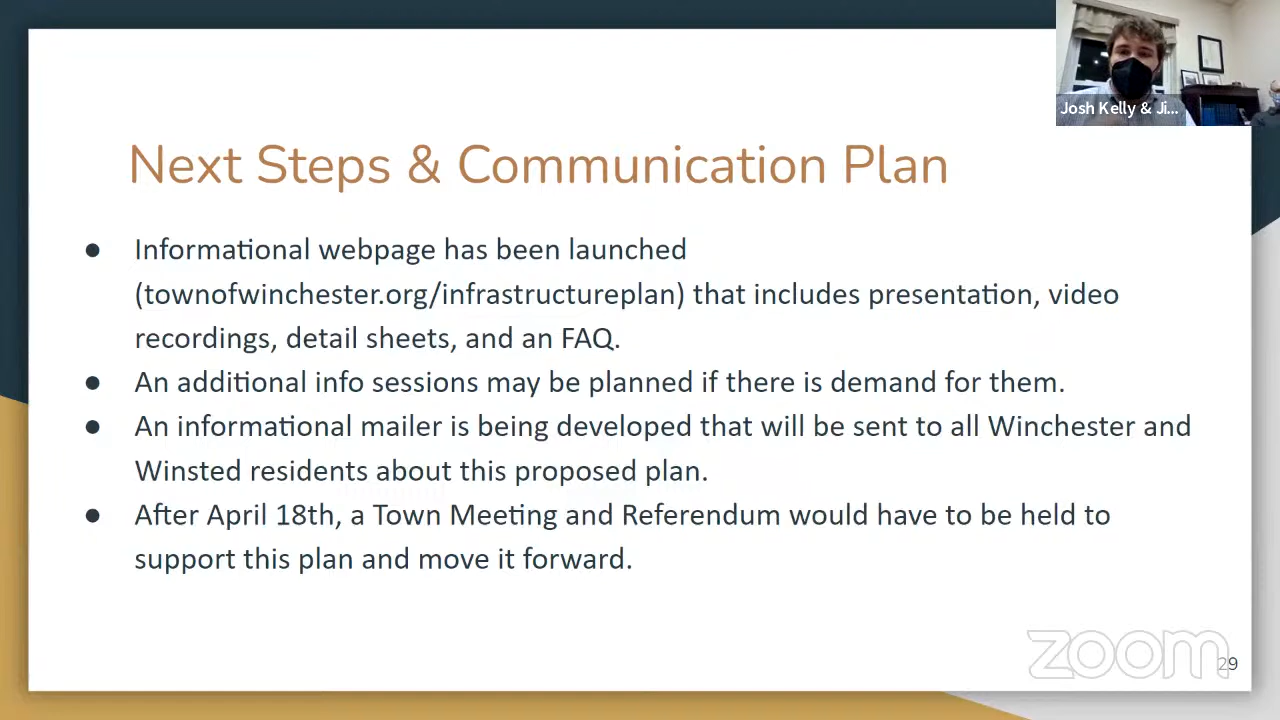 Josh Kelly & Ji...
Next Steps & Communication Plan
● Informational webpage has been launched
(townofwinchester.org/infrastructureplan) that includes presentation, video
recordings, detail sheets, and an FAQ.
● An additional info sessions may be planned if there is demand for them.
● An informational mailer is being developed that will be sent to all Winchester and
Winsted residents about this proposed plan.
● After April 18th, a Town Meeting and Referendum would have to be held to
support this plan and move it forward.
zoom
29